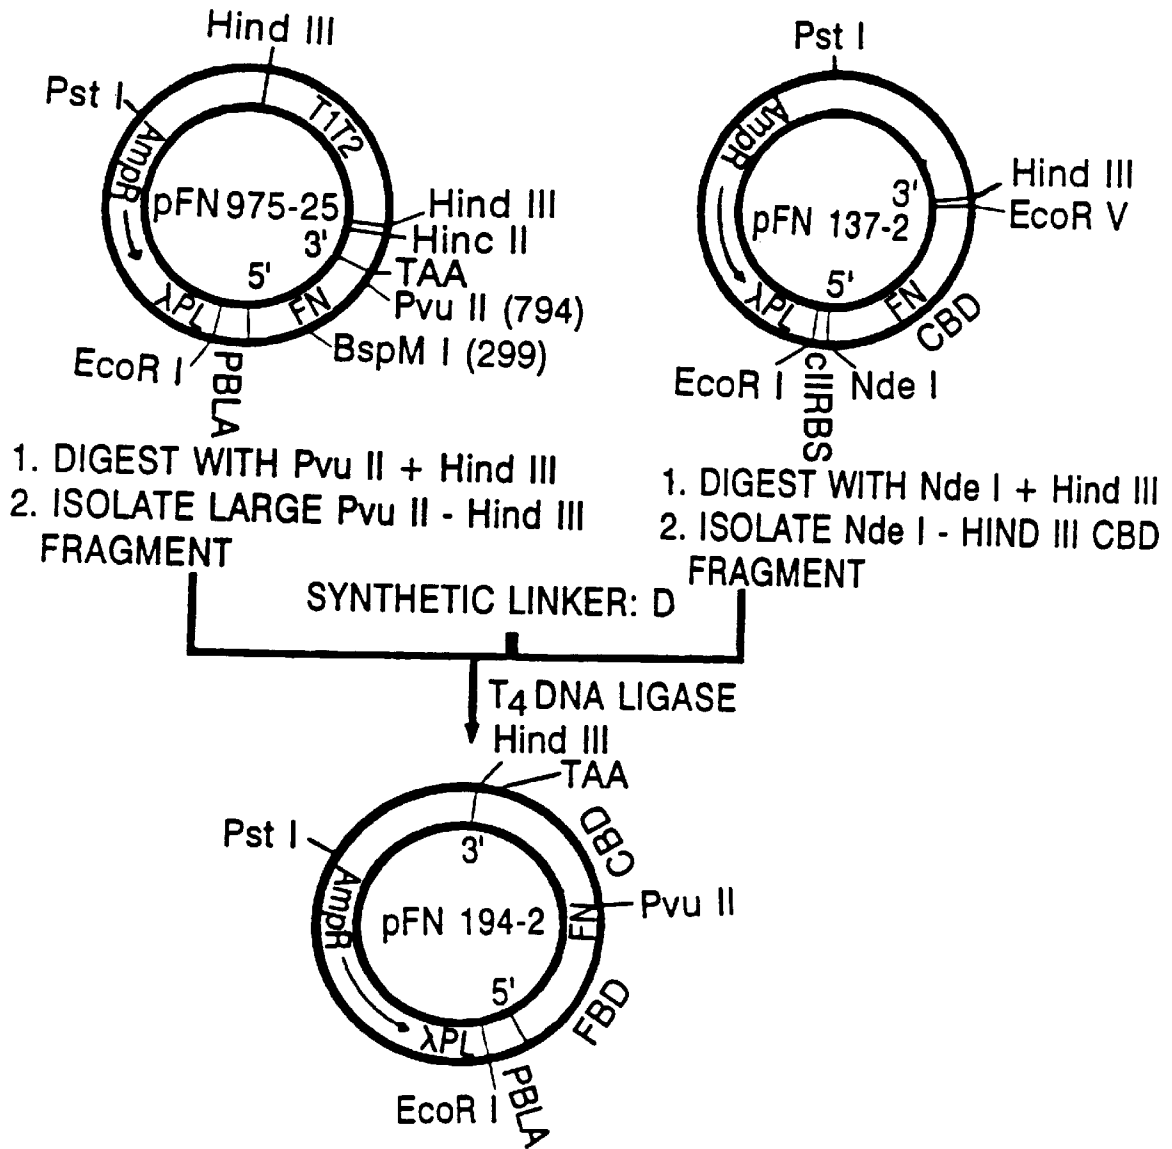 Hind III
Pst I
T1T2
AmpR
pFN 975-25
Hind III
3'
Hinc II
5'
TAA
λPL
FN
Pvu II (794)
BspM I (299)
EcoR I
PBLA
1. DIGEST WITH Pvu II + Hind III
2. ISOLATE LARGE Pvu II - Hind III
FRAGMENT
Pst I
AmpR
3'
Hind III
pFN 137-2
EcoR V
5'
λPL
FN
CBD
EcoR I
cIIRBS
Nde I
1. DIGEST WITH Nde I + Hind III
2. ISOLATE Nde I - HIND III CBD
FRAGMENT
SYNTHETIC LINKER: D
T4 DNA LIGASE
Hind III
TAA
CBD
Pst I
3'
AmpR
pFN 194-2
FN
Pvu II
5'
FBD
λPL
EcoR I
PBLA